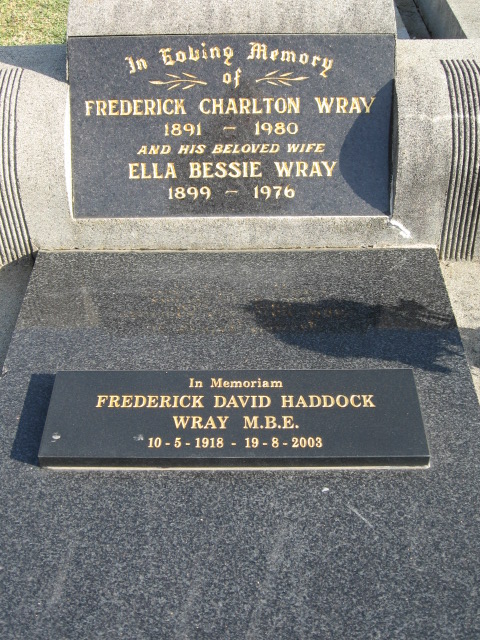 In Loving Memory
of
FREDERICK CHARLTON WRAY
1891 - 1980
AND HIS BELOVED WIFE
ELLA BESSIE WRAY
1899 - 1976
In Memoriam
FREDERICK DAVID HADDOCK
WRAY M.B.E.
10-5-1918 - 19-8-2003